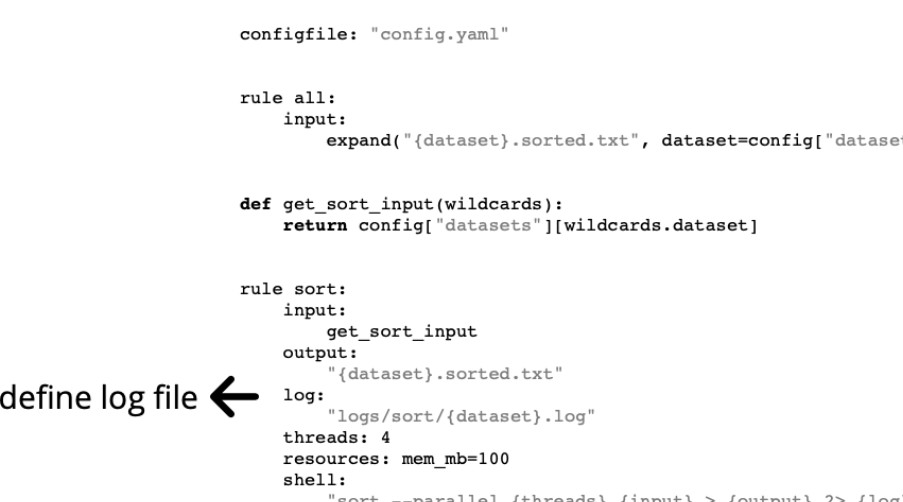 configfile: "config.yaml"
rule all:
input:
expand("{dataset}.sorted.txt", dataset=config["dataset
def get_sort_input(wildcards):
return config["datasets"][wildcards.dataset]
rule sort:
input:
get_sort_input
output:
"{dataset}.sorted.txt"
define log file
log:
"logs/sort/{dataset}.log"
threads: 4
resources: mem_mb=100
shell:
"sort --parallel {threads} {input} > {output} 2> {log